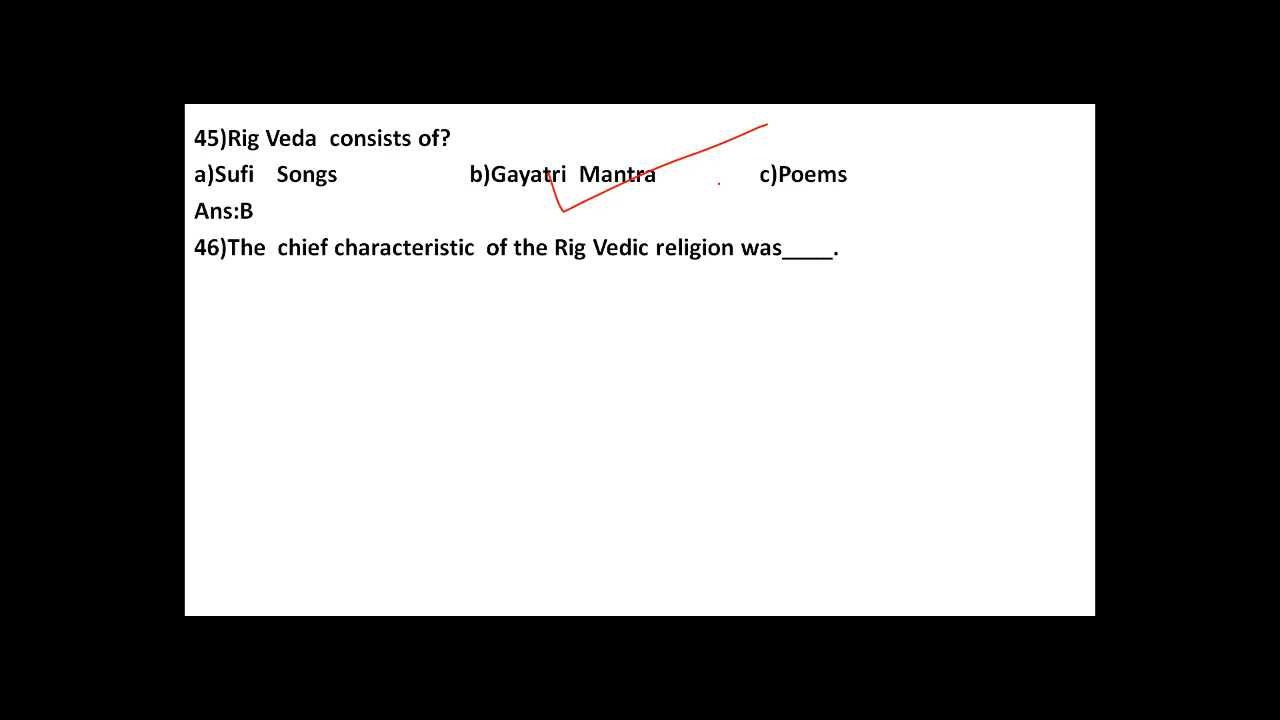 45)Rig Veda consists of?
a)Sufi Songs b)Gayatri Mantra c)Poems
Ans:B
46)The chief characteristic of the Rig Vedic religion was____.